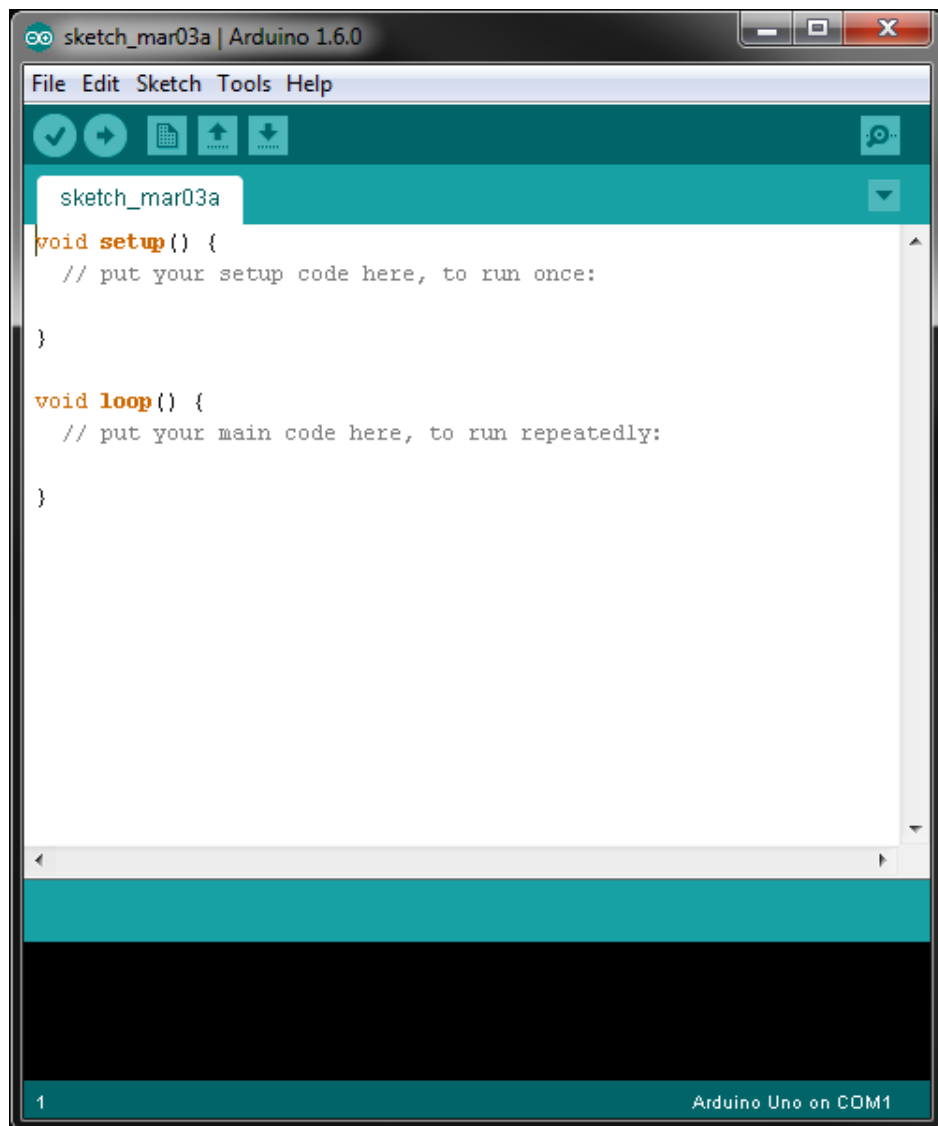 sketch_mar03a | Arduino 1.6.0
File Edit Sketch Tools Help
sketch_mar03a
void setup() {
  // put your setup code here, to run once:
}
void loop() {
  // put your main code here, to run repeatedly:
}
1
Arduino Uno on COM1